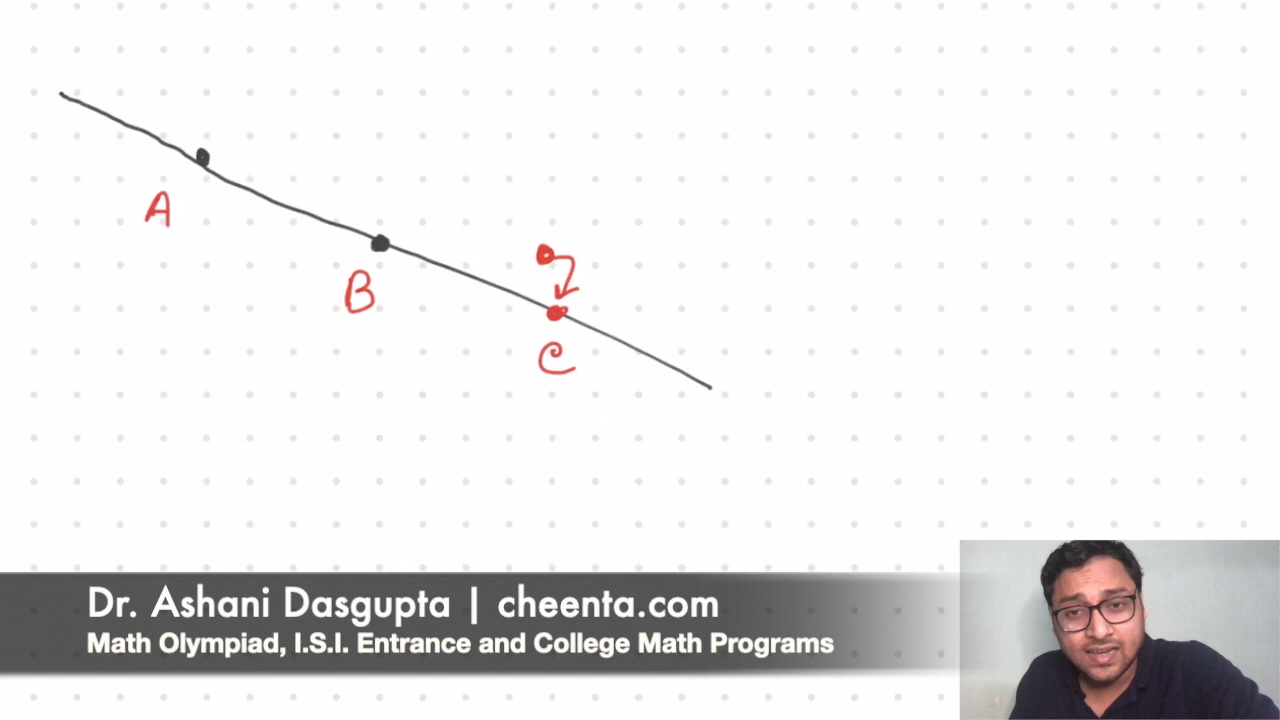 A
B
C
Dr. Ashani Dasgupta | cheenta.com
Math Olympiad, I.S.I. Entrance and College Math Programs